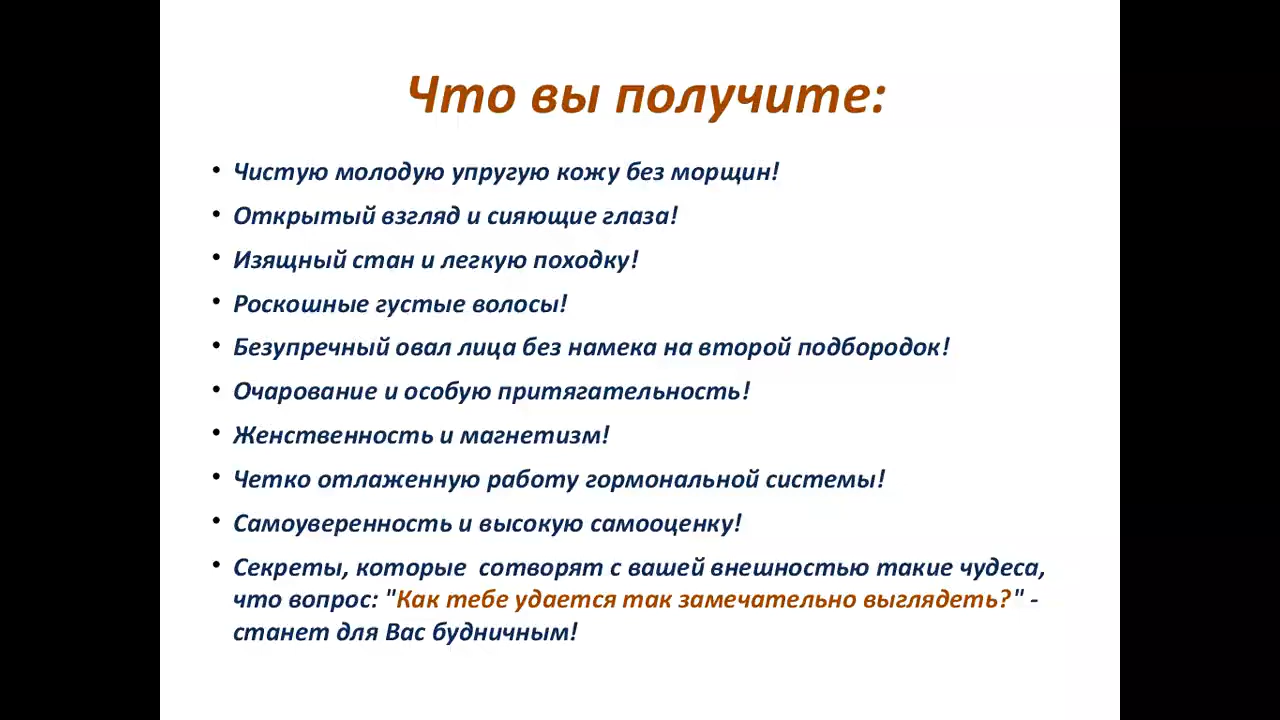 Что вы получите:
• Чистую молодую упругую кожу без морщин!
• Открытый взгляд и сияющие глаза!
• Изящный стан и легкую походку!
• Роскошные густые волосы!
• Безупречный овал лица без намека на второй подбородок!
• Очарование и особую притягательность!
• Женственность и магнетизм!
• Четко отлаженную работу гормональной системы!
• Самоуверенность и высокую самооценку!
• Секреты, которые  сотворят с вашей внешностью такие чудеса,
что вопрос: "Как тебе удается так замечательно выглядеть?" -
станет для Вас будничным!